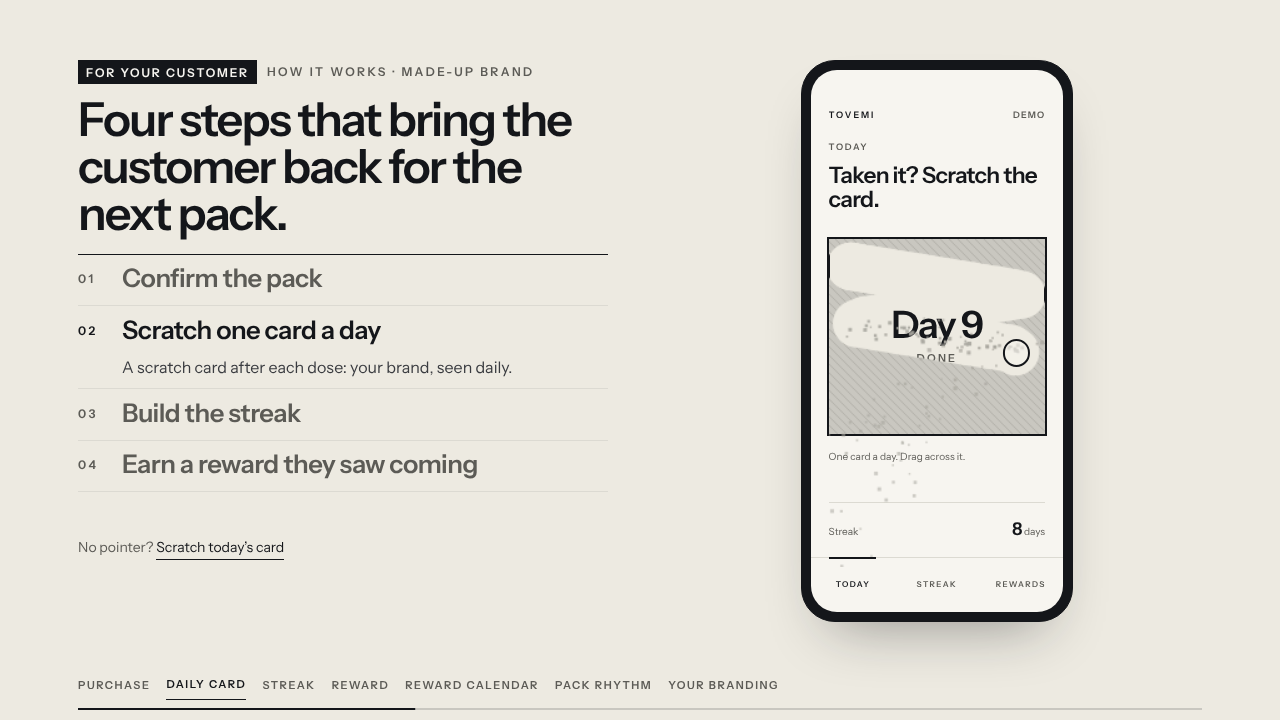 FOR YOUR CUSTOMER HOW IT WORKS · MADE-UP BRAND
Four steps that bring the
customer back for the
next pack.
01 Confirm the pack
02 Scratch one card a day
A scratch card after each dose: your brand, seen daily.
03 Build the streak
04 Earn a reward they saw coming
No pointer? Scratch today's card
TOVEMI DEMO
TODAY
Taken it? Scratch the
card.
Day 9
DONE
One card a day. Drag across it.
Streak 8 days
TODAY STREAK REWARDS
PURCHASE DAILY CARD STREAK REWARD REWARD CALENDAR PACK RHYTHM YOUR BRANDING